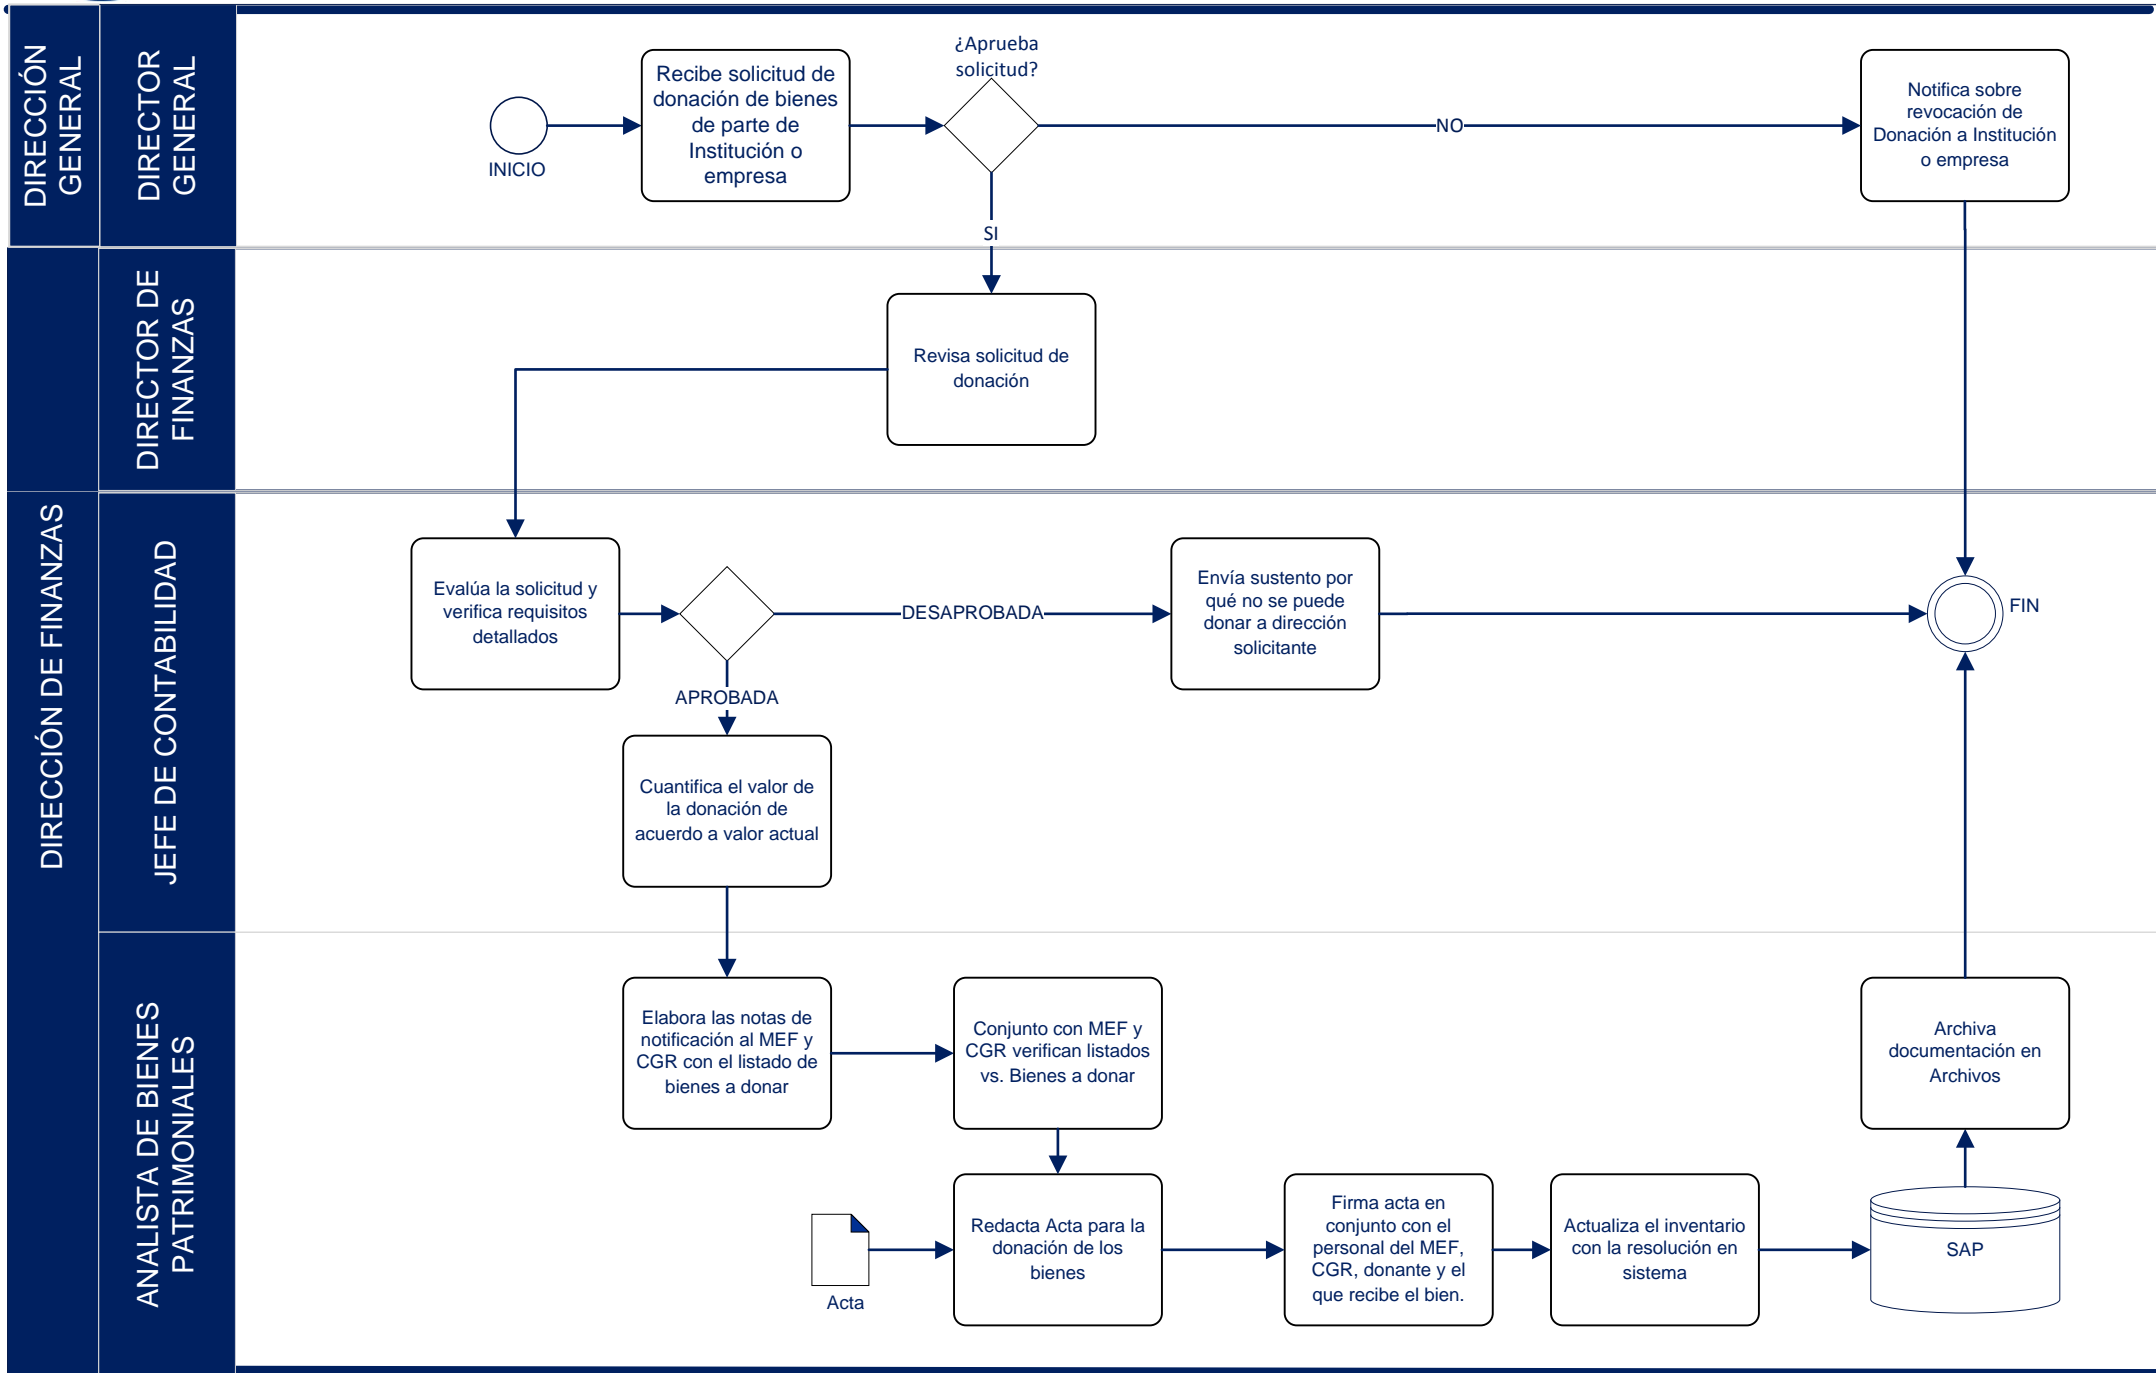 DIRECCIÓN
GENERAL
DIRECTOR
GENERAL
INICIO
Recibe solicitud de
donación de bienes
de parte de
Institución o
empresa
¿Aprueba
solicitud?
NO
SI
Notifica sobre
revocación de
Donación a Institución
o empresa
DIRECCIÓN DE FINANZAS
DIRECTOR DE
FINANZAS
Revisa solicitud de
donación
JEFE DE CONTABILIDAD
Evalúa la solicitud y
verifica requisitos
detallados
DESAPROBADA
APROBADA
Envía sustento por
qué no se puede
donar a dirección
solicitante
FIN
Cuantifica el valor de
la donación de
acuerdo a valor actual
ANALISTA DE BIENES
PATRIMONIALES
Elabora las notas de
notificación al MEF y
CGR con el listado de
bienes a donar
Conjunto con MEF y
CGR verifican listados
vs. Bienes a donar
Archiva
documentación en
Archivos
Acta
Redacta Acta para la
donación de los
bienes
Firma acta en
conjunto con el
personal del MEF,
CGR, donante y el
que recibe el bien.
Actualiza el inventario
con la resolución en
sistema
SAP